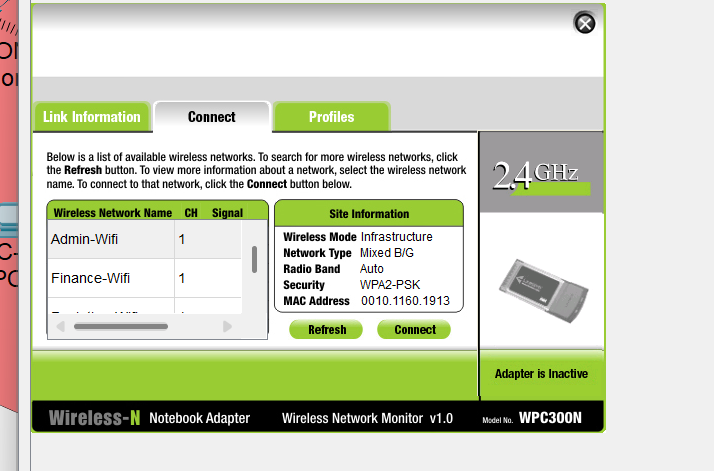 Link Information
Connect
Profiles
Below is a list of available wireless networks. To search for more wireless networks, click
the Refresh button. To view more information about a network, select the wireless network
name. To connect to that network, click the Connect button below.
2.4GHz
Wireless Network Name CH Signal
Admin-Wifi 1
Finance-Wifi 1
Site Information
Wireless Mode Infrastructure
Network Type Mixed B/G
Radio Band Auto
Security WPA2-PSK
MAC Address 0010.1160.1913
Refresh
Connect
Adapter is Inactive
Wireless-N Notebook Adapter Wireless Network Monitor v1.0 Model No. WPC300N